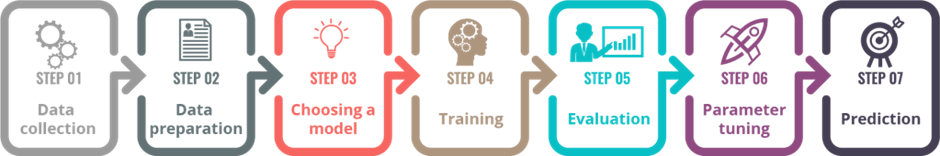 STEP 01
Data
collection
STEP 02
Data
preparation
STEP 03
Choosing a
model
STEP 04
Training
STEP 05
Evaluation
STEP 06
Parameter
tuning
STEP 07
Prediction